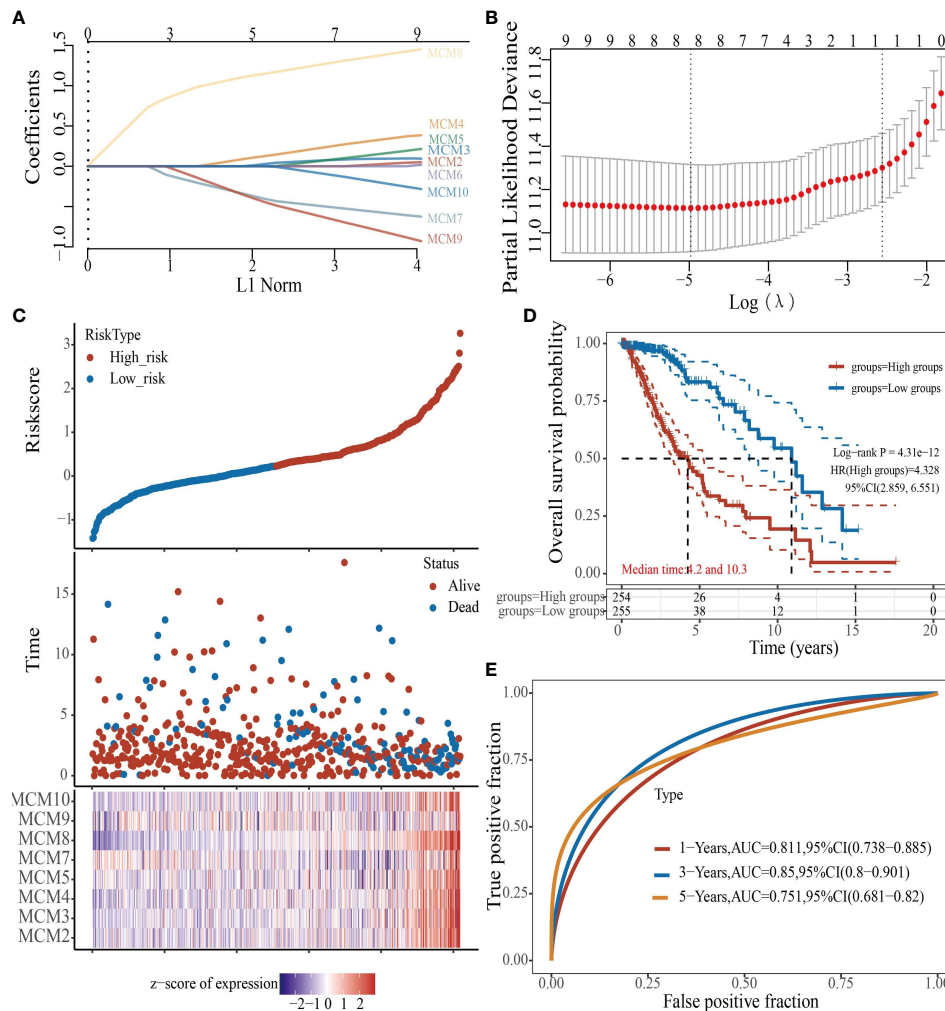 A
0 3 6 9
1.5
1.0
0.5
0.0
−1
−1.0
Coefficients
MCM8
MCM4
MCM5
MCM3
MCM2
MCM6
MCM10
MCM7
MCM9
0 1 2 3 4
L1 Norm
B
9 9 9 8 8 8 8 7 7 4 3 2 1 1 1 1 0
11.8
11.6
11.4
11.2
11.0
Partial Likelihood Deviance
−6 −5 −4 −3 −2
Log (λ)
C
RiskType
High_risk
Low_risk
3
2
1
0
−1
Riskscore
Status
Alive
Dead
15
10
5
0
Time
MCM10
MCM9
MCM8
MCM7
MCM5
MCM4
MCM3
MCM2
z−score of expression
−2−1 0 1 2
D
1.00
0.75
0.50
0.25
0.00
Overall survival probability
groups=High groups
groups=Low groups
Log−rank P = 4.31e−12
HR(High groups)=4.328
95%CI(2.859, 6.551)
Median time:4.2 and 10.3
groups=High groups 254 26 4 1 0
groups=Low groups 255 38 12 1 0
0 5 10 15 20
Time (years)
E
1.00
0.75
0.50
0.25
0.00
True positive fraction
Type
1−Years,AUC=0.811,95%CI(0.738−0.885)
3−Years,AUC=0.85,95%CI(0.8−0.901)
5−Years,AUC=0.751,95%CI(0.681−0.82)
0.00 0.25 0.50 0.75 1.00
False positive fraction